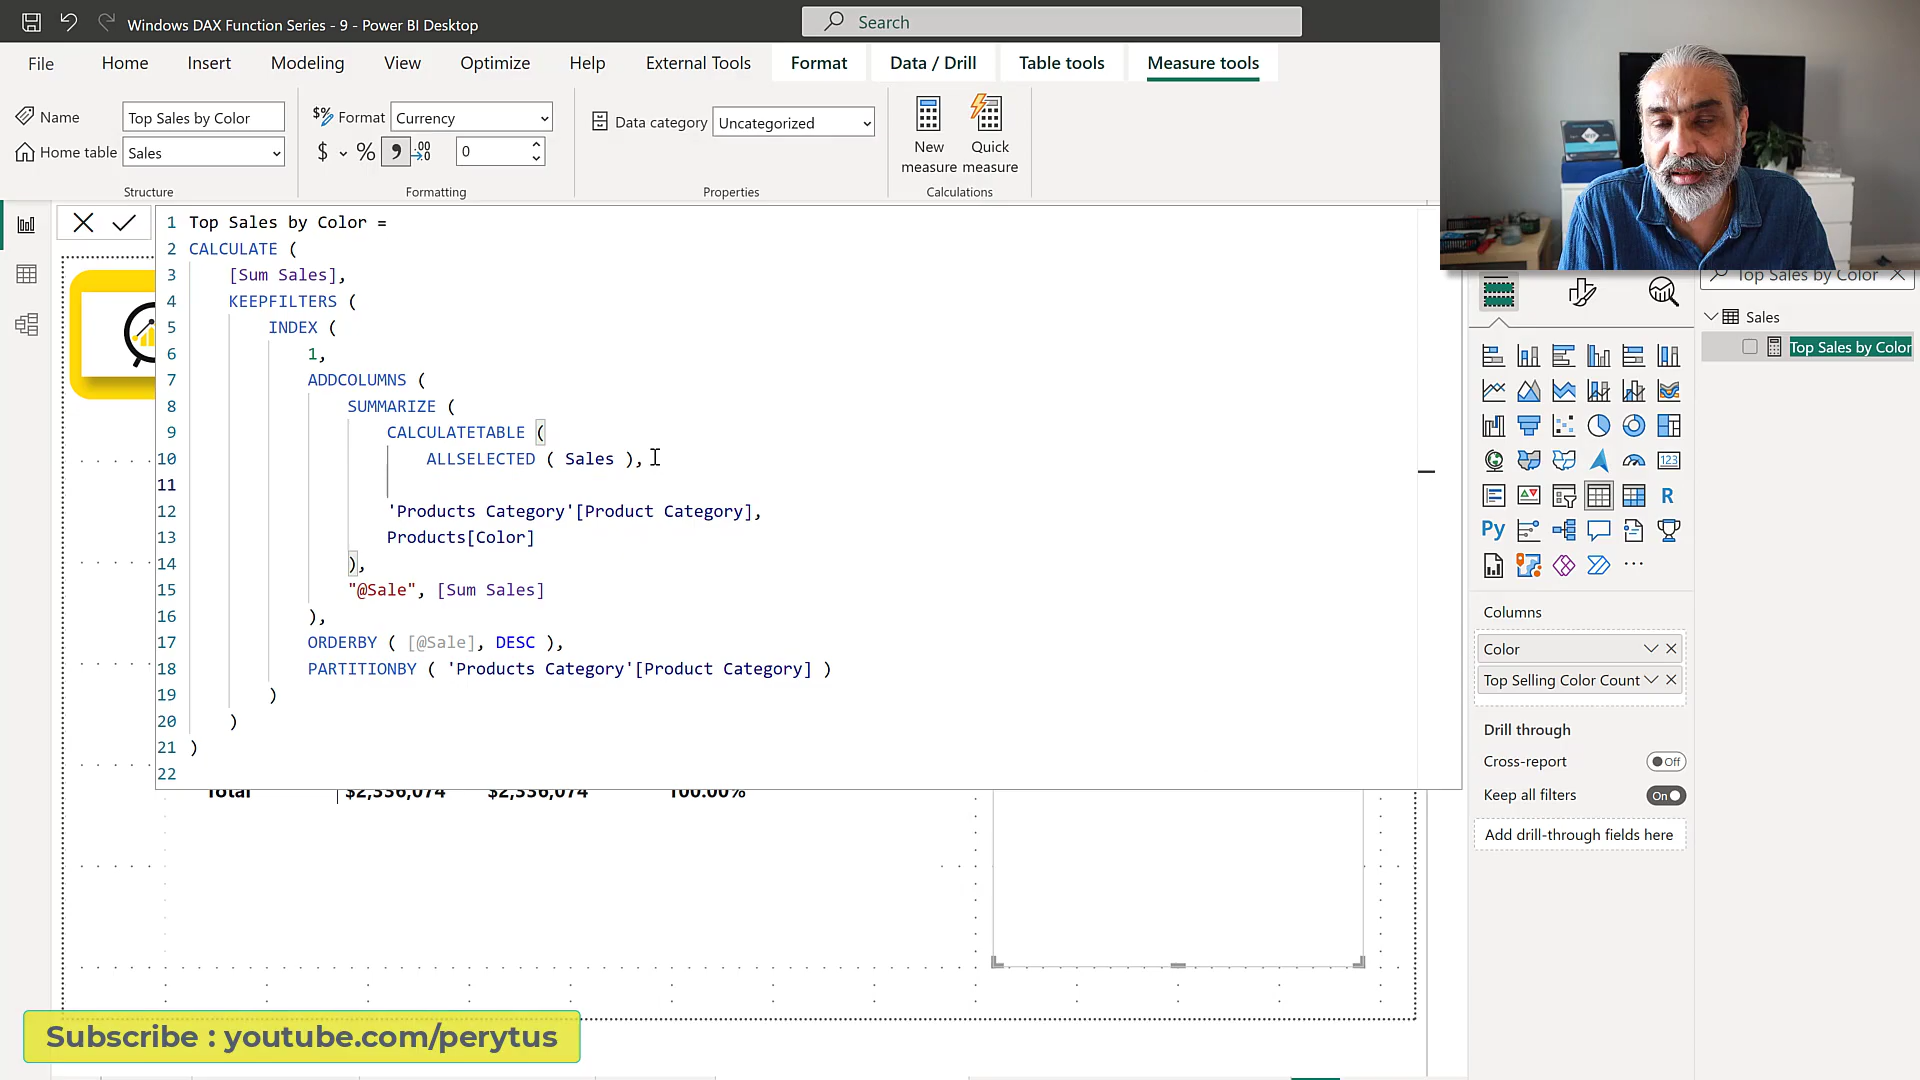 Windows DAX Function Series - 9 - Power BI Desktop
Search
File Home Insert Modeling View Optimize Help External Tools Format Data / Drill Table tools Measure tools
Name Top Sales by Color
Home table Sales
Structure
$% Format Currency
$ % 9 .00 →0 0
Formatting
Data category Uncategorized
Properties
New measure
Quick measure
Calculations
1 Top Sales by Color =
2 CALCULATE (
3 [Sum Sales],
4 KEEPFILTERS (
5 INDEX (
6 1,
7 ADDCOLUMNS (
8 SUMMARIZE (
9 CALCULATETABLE (
10 ALLSELECTED ( Sales ),
11
12 'Products Category'[Product Category],
13 Products[Color]
14 ),
15 "@Sale", [Sum Sales]
16 ),
17 ORDERBY ( [@Sale], DESC ),
18 PARTITIONBY ( 'Products Category'[Product Category] )
19 )
20 )
21 )
22
Total $2,336,074 $2,336,074 100.00%
Top Sales by Color
Sales
Top Sales by Color
123
R
Py
Columns
Color
Top Selling Color Count
Drill through
Cross-report Off
Keep all filters On
Add drill-through fields here
Subscribe : youtube.com/perytus